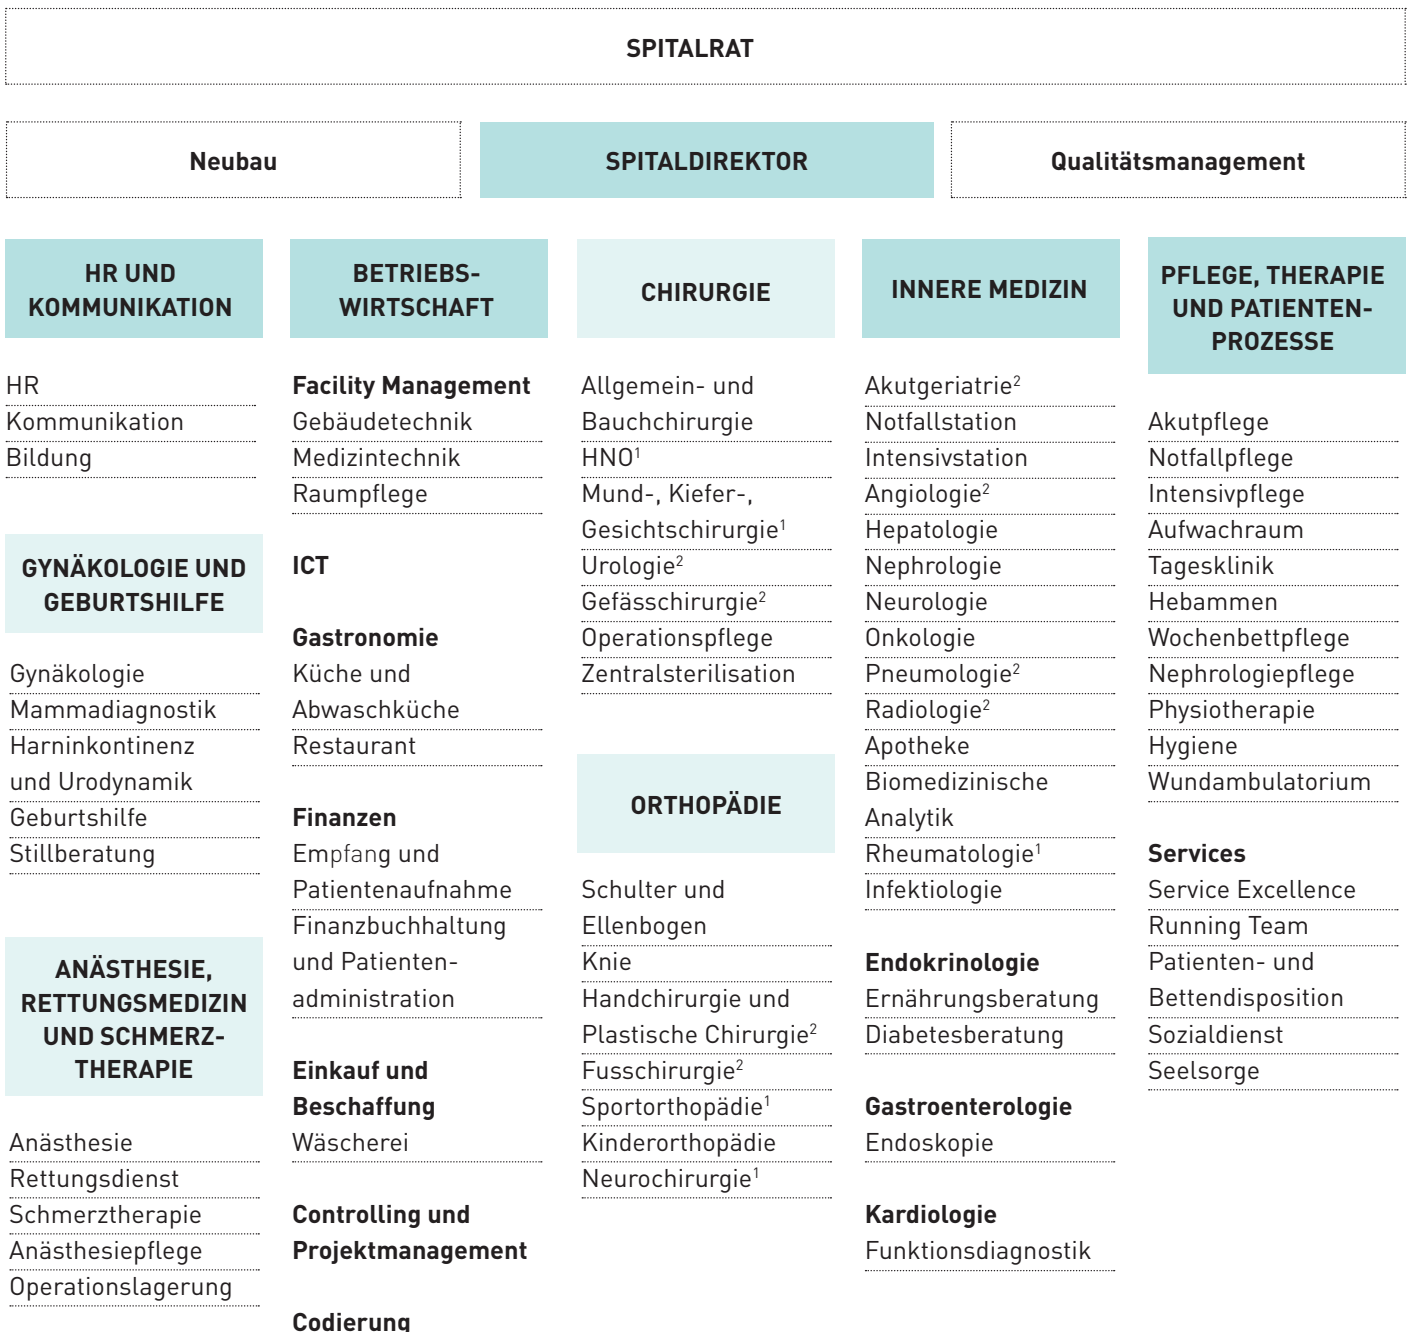 SPITALRAT
Neubau
SPITALDIREKTOR
Qualitätsmanagement
HR UND
KOMMUNIKATION
HR
Kommunikation
Bildung
GYNÄKOLOGIE UND
GEBURTSHILFE
Gynäkologie
Mammadiagnostik
Harninkontinenz
und Urodynamik
Geburtshilfe
Stillberatung
ANÄSTHESIE,
RETTUNGSMEDIZIN
UND SCHMERZ-
THERAPIE
Anästhesie
Rettungsdienst
Schmerztherapie
Anästhesiepflege
Operationslagerung
BETRIEBS-
WIRTSCHAFT
Facility Management
Gebäudetechnik
Medizintechnik
Raumpflege
ICT
Gastronomie
Küche und
Abwaschküche
Restaurant
Finanzen
Empfang und
Patientenaufnahme
Finanzbuchhaltung
und Patienten-
administration
Einkauf und
Beschaffung
Wäscherei
Controlling und
Projektmanagement
Codierung
CHIRURGIE
Allgemein- und
Bauchchirurgie
HNO¹
Mund-, Kiefer-,
Gesichtschirurgie¹
Urologie²
Gefässchirurgie²
Operationspflege
Zentralsterilisation
ORTHOPÄDIE
Schulter und
Ellenbogen
Knie
Handchirurgie und
Plastische Chirurgie²
Fusschirurgie²
Sportorthopädie¹
Kinderorthopädie
Neurochirurgie¹
INNERE MEDIZIN
Akutgeriatrie²
Notfallstation
Intensivstation
Angiologie²
Hepatologie
Nephrologie
Neurologie
Onkologie
Pneumologie²
Radiologie²
Apotheke
Biomedizinische
Analytik
Rheumatologie¹
Infektiologie
Endokrinologie
Ernährungsberatung
Diabetesberatung
Gastroenterologie
Endoskopie
Kardiologie
Funktionsdiagnostik
PFLEGE, THERAPIE
UND PATIENTEN-
PROZESSE
Akutpflege
Notfallpflege
Intensivpflege
Aufwachraum
Tagesklinik
Hebammen
Wochenbettpflege
Nephrologiepflege
Physiotherapie
Hygiene
Wundambulatorium
Services
Service Excellence
Running Team
Patienten- und
Bettendisposition
Sozialdienst
Seelsorge